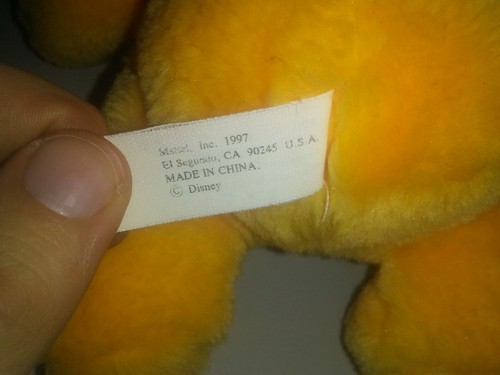 Mattel, Inc. 1997
El Segundo, CA 90245 U.S.A.
MADE IN CHINA.
© Disney